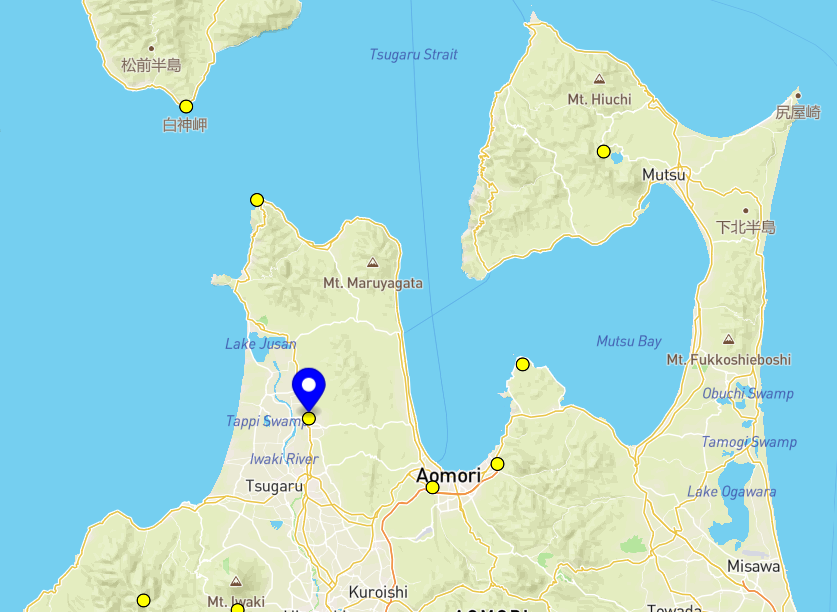 Tsugaru Strait
松前半島
Mt. Hiuchi
尻屋崎
白神岬
Mutsu
下北半島
Mt. Maruyagata
Lake Jusan
Mutsu Bay
Mt. Fukkoshieboshi
Obuchi Swamp
Tappi Swamp
Tamogi Swamp
Iwaki River
Aomori
Tsugaru
Lake Ogawara
Misawa
Mt. Iwaki
Kuroishi